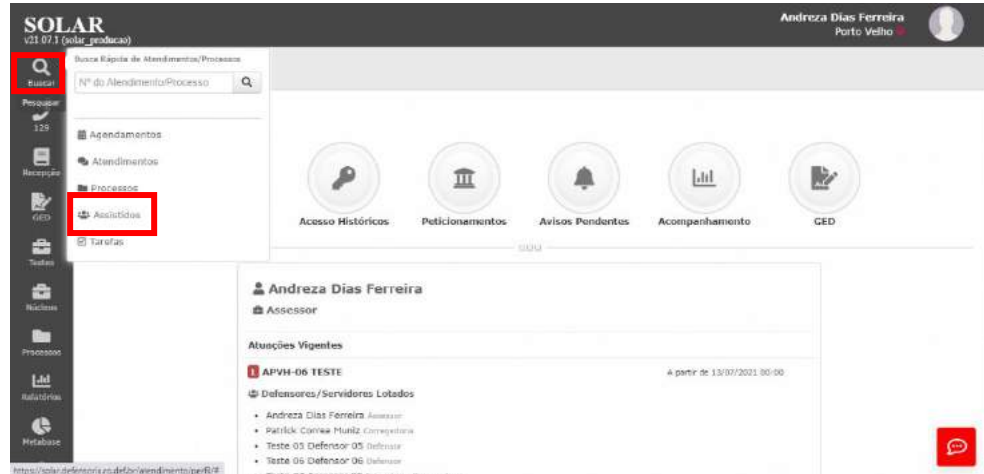 SOLAR
v21.07.1 (solar_producao)
Andreza Dias Ferreira
Porto Velho
Buscar
Pesquisar
129
Recepção
GED
Testes
Núcleos
Processos
Relatórios
Metabase
Busca Rápida de Atendimentos/Processos
Nº do Atendimento/Processo
Agendamentos
Atendimentos
Processos
Assistidos
Tarefas
Acesso Históricos
Peticionamentos
Avisos Pendentes
Acompanhamento
GED
Andreza Dias Ferreira
Assessor
Atuações Vigentes
APVH-06 TESTE
A partir de 13/07/2021 00:00
Defensores/Servidores Lotados
Andreza Dias Ferreira Assessor
Patrick Correa Muniz Corregedoria
Teste 05 Defensor 05 Defensor
Teste 06 Defensor 06 Defensor